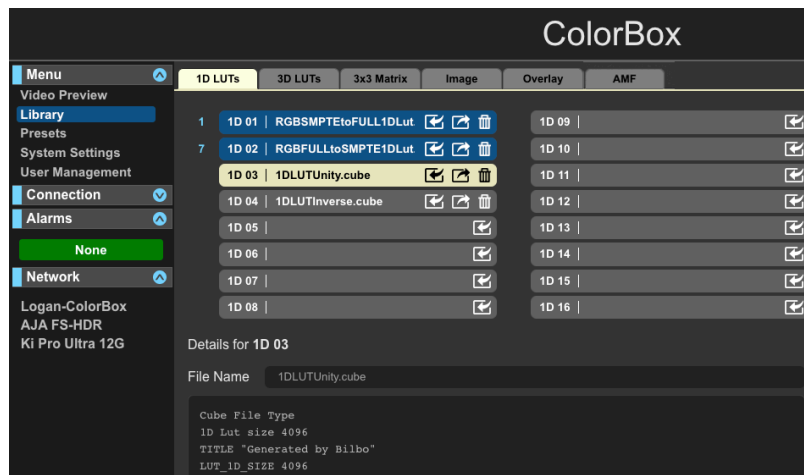 ColorBox
Menu
Video Preview
Library
Presets
System Settings
User Management
Connection
Alarms
None
Network
Logan-ColorBox
AJA FS-HDR
Ki Pro Ultra 12G
1D LUTs 3D LUTs 3x3 Matrix Image Overlay AMF
1 1D 01 | RGBSMPTEtoFULL1DLut 1D 09 |
7 1D 02 | RGBFULLtoSMPTE1DLut 1D 10 |
1D 03 | 1DLUTUnity.cube 1D 11 |
1D 04 | 1DLUTInverse.cube 1D 12 |
1D 05 | 1D 13 |
1D 06 | 1D 14 |
1D 07 | 1D 15 |
1D 08 | 1D 16 |
Details for 1D 03
File Name 1DLUTUnity.cube
Cube File Type
1D Lut size 4096
TITLE "Generated by Bilbo"
LUT_1D_SIZE 4096